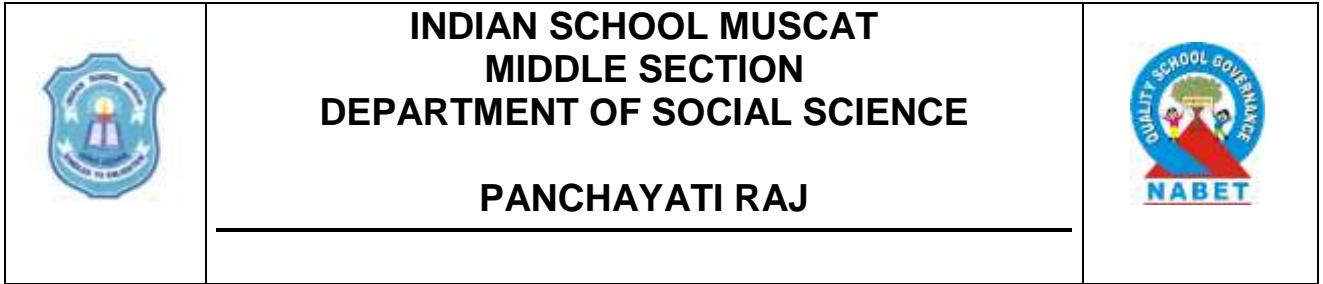 INDIAN SCHOOL MUSCAT
MIDDLE SECTION
DEPARTMENT OF SOCIAL SCIENCE
PANCHAYATI RAJ
QUALITY SCHOOL GOVERNANCE
NABET